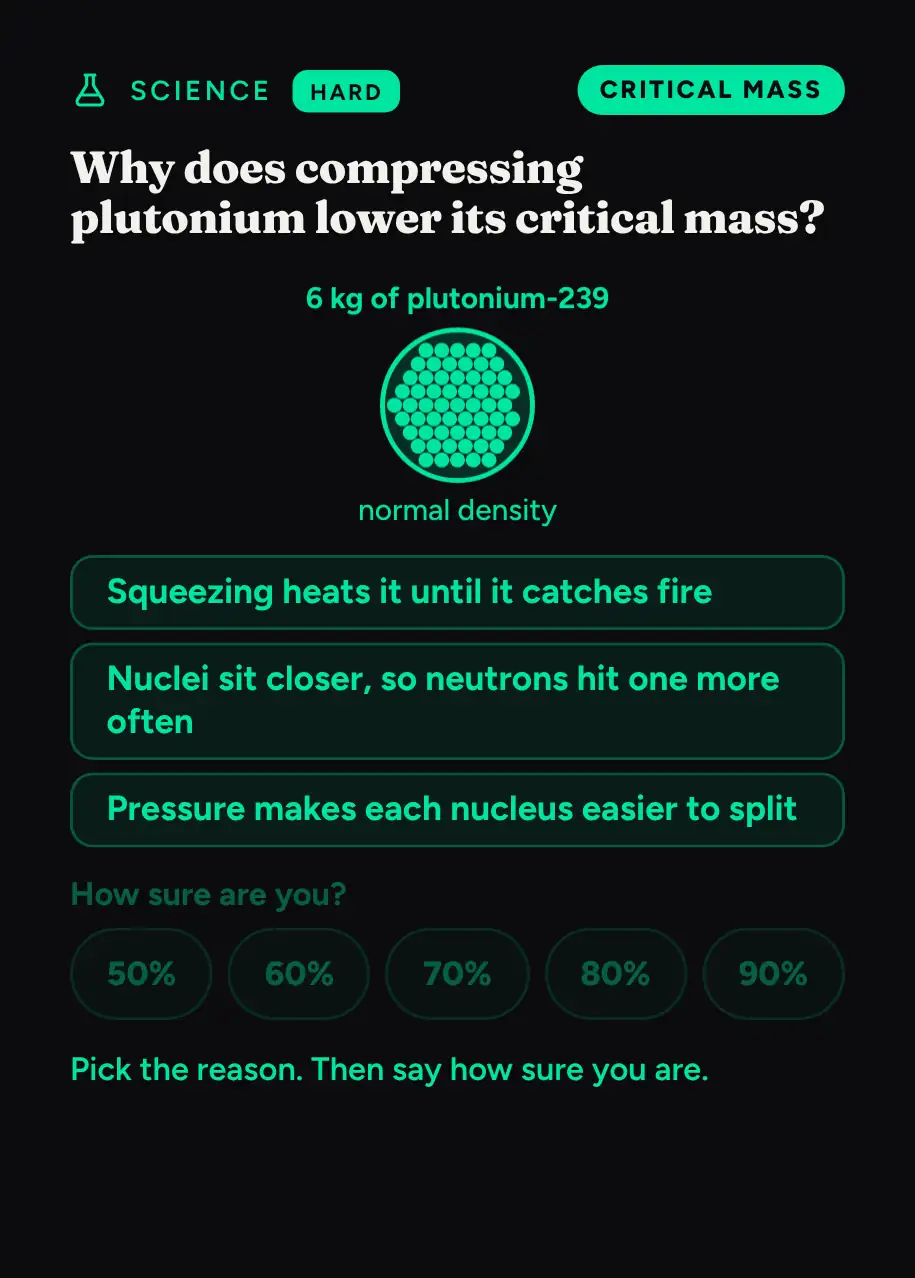 SCIENCE HARD CRITICAL MASS
Why does compressing
plutonium lower its critical mass?
6 kg of plutonium-239
normal density
Squeezing heats it until it catches fire
Nuclei sit closer, so neutrons hit one more
often
Pressure makes each nucleus easier to split
How sure are you?
50% 60% 70% 80% 90%
Pick the reason. Then say how sure you are.